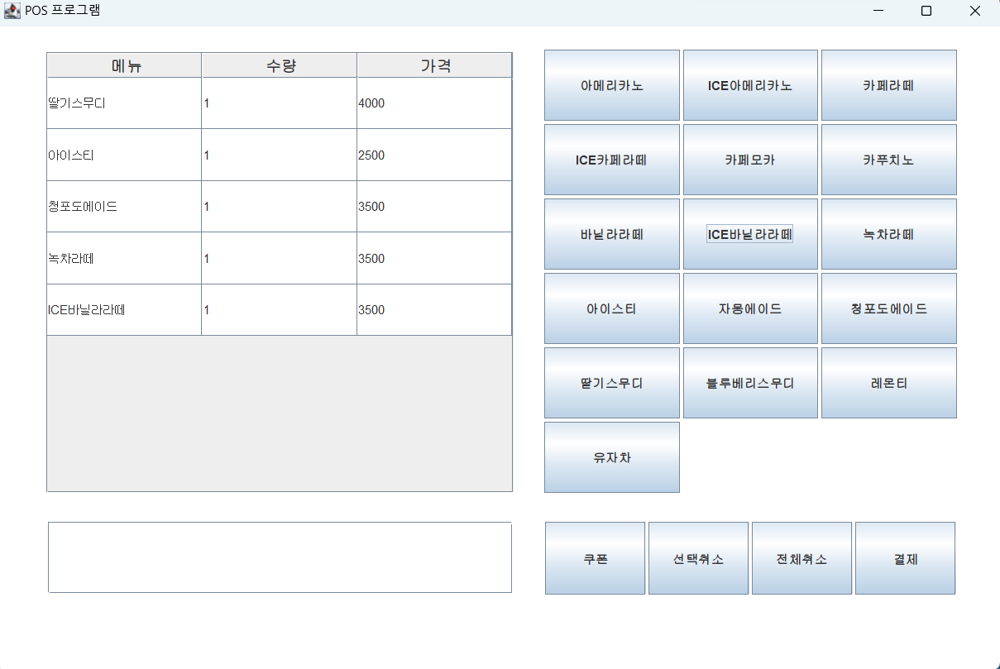 POS 프로그램
메뉴 수량 가격
딸기스무디 1 4000
아이스티 1 2500
청포도에이드 1 3500
녹차라떼 1 3500
ICE바닐라라떼 1 3500
아메리카노 ICE아메리카노 카페라떼
ICE카페라떼 카페모카 카푸치노
바닐라라떼 ICE바닐라라떼 녹차라떼
아이스티 자몽에이드 청포도에이드
딸기스무디 블루베리스무디 레몬티
유자차
쿠폰 선택취소 전체취소 결제